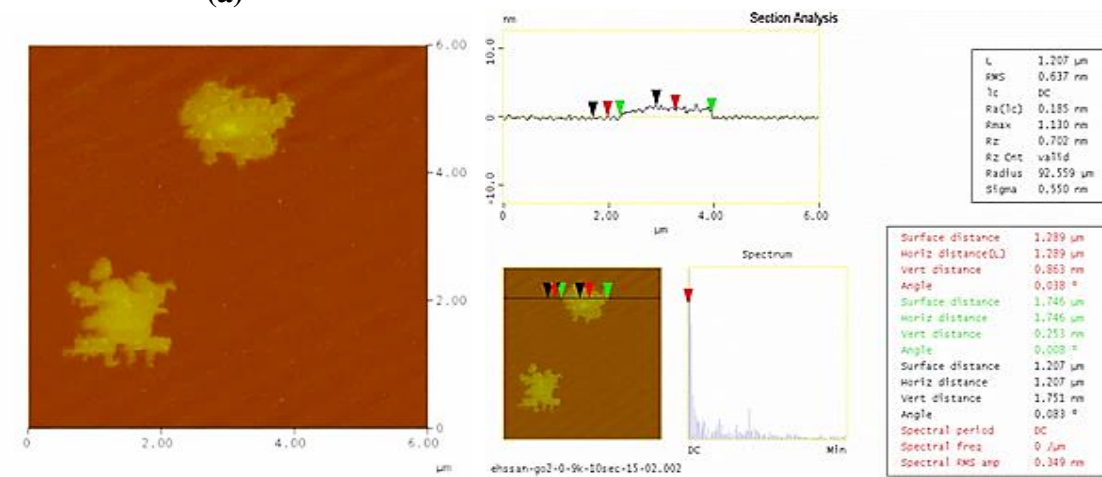 (a)
Section Analysis
nm
10.0
0
-10.0
0
2.00
4.00
6.00
µm
L 1.207 µm
RMS 0.637 nm
lc DC
Ra(lc) 0.185 nm
Rmax 1.130 nm
Rz 0.702 nm
Rz Cnt valid
Radius 92.559 µm
Sigma 0.550 nm
6.00
4.00
2.00
0
0
2.00
4.00
6.00
µm
Spectrum
DC
Min
Surface distance 1.289 µm
Horiz distance(L) 1.289 µm
Vert distance 0.863 nm
Angle 0.038 °
Surface distance 1.746 µm
Horiz distance 1.746 µm
Vert distance 0.253 nm
Angle 0.008 °
Surface distance 1.207 µm
Horiz distance 1.207 µm
Vert distance 1.751 nm
Angle 0.083 °
Spectral period DC
Spectral freq 0 /µm
Spectral RMS amp 0.349 nm
ehssan-go2-0-9k-10sec-15-02.002